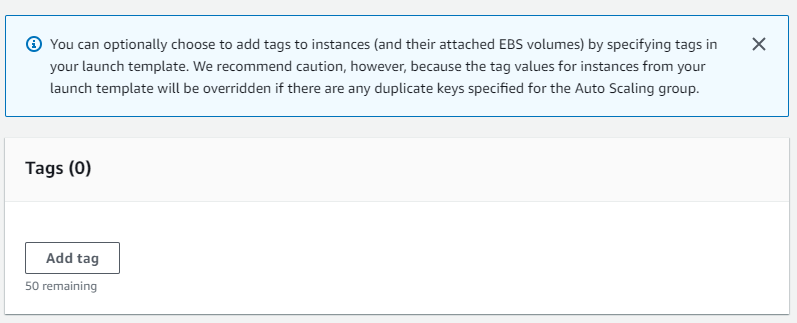 You can optionally choose to add tags to instances (and their attached EBS volumes) by specifying tags in
your launch template. We recommend caution, however, because the tag values for instances from your
launch template will be overridden if there are any duplicate keys specified for the Auto Scaling group.
Tags (0)
Add tag
50 remaining